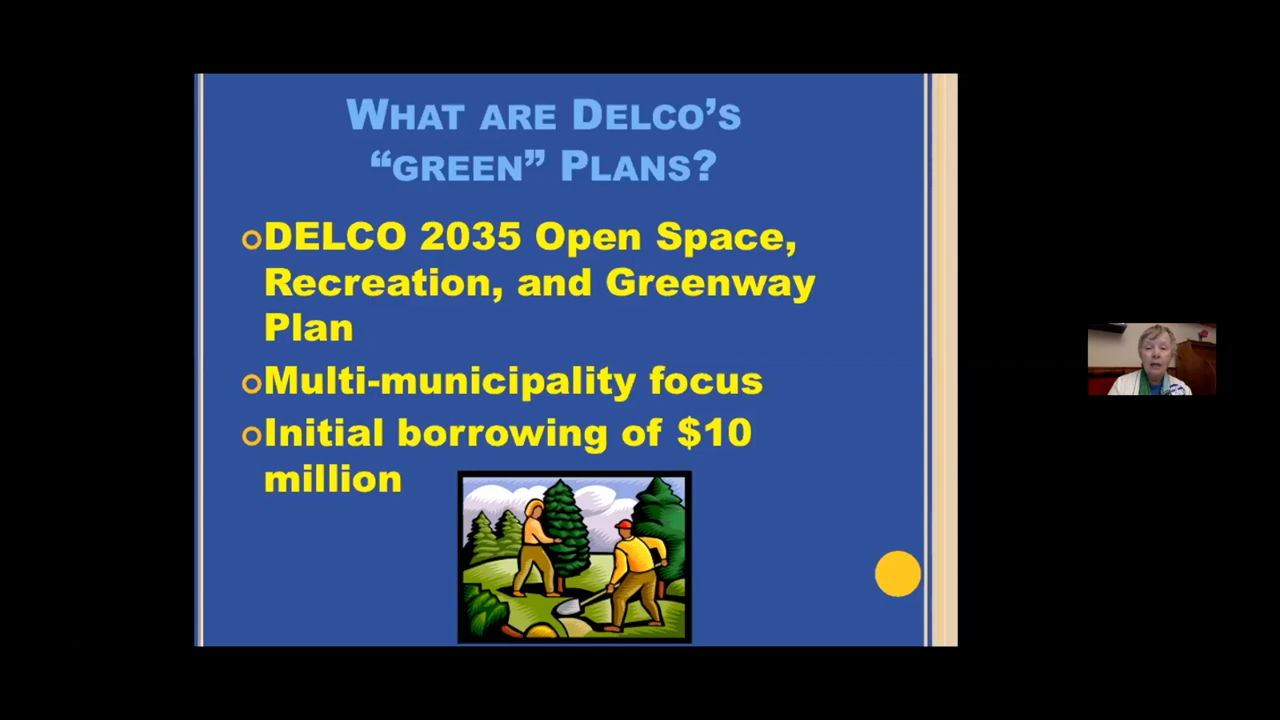 WHAT ARE DELCO'S
“GREEN” PLANS?
DELCO 2035 Open Space,
Recreation, and Greenway
Plan
Multi-municipality focus
Initial borrowing of $10
million